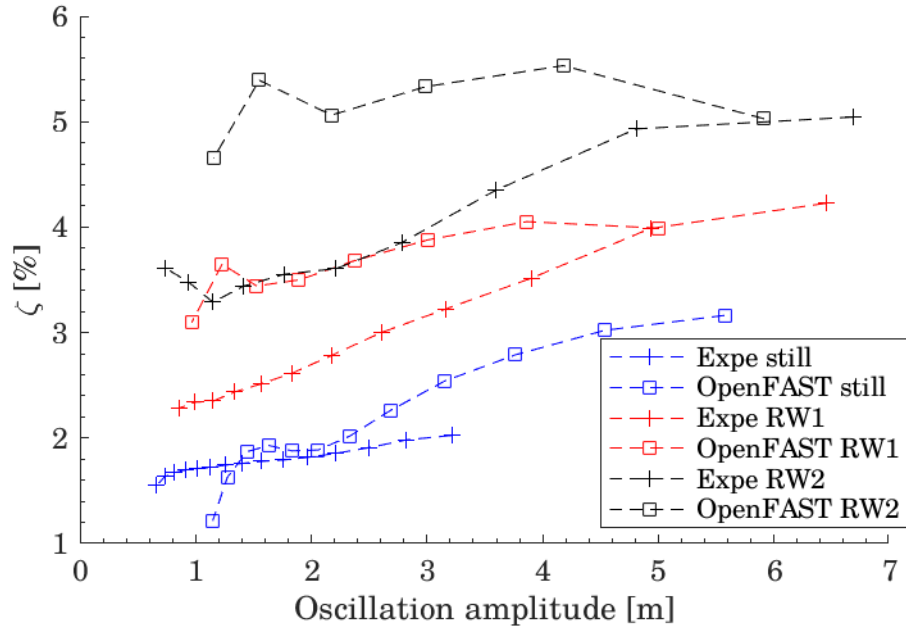 6
5
4
3
2
1
ζ [%]
0 1 2 3 4 5 6 7
Oscillation amplitude [m]
Expe still
OpenFAST still
Expe RW1
OpenFAST RW1
Expe RW2
OpenFAST RW2